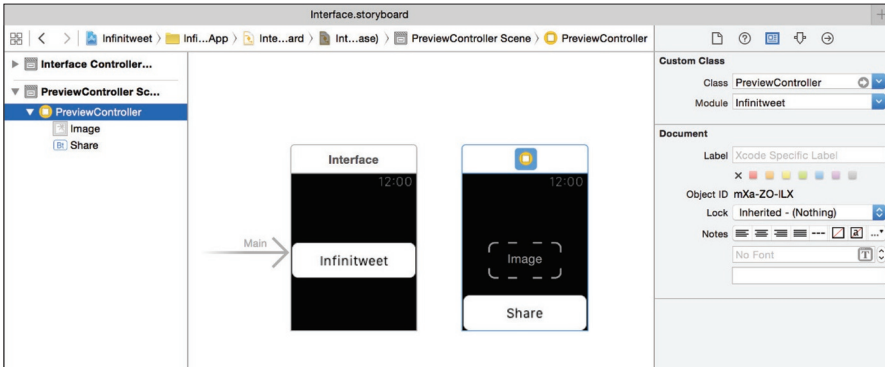 Interface.storyboard
Infinitweet > Infi...App > Inte...ard > Int...ase) > PreviewController Scene > PreviewController
Interface Controller...
PreviewController Sc...
PreviewController
Image
Bt Share
Interface
12:00
Main
Infinitweet
12:00
Image
Share
Custom Class
Class PreviewController
Module Infinitweet
Document
Label Xcode Specific Label
Object ID mXa-ZO-ILX
Lock Inherited - (Nothing)
Notes
No Font